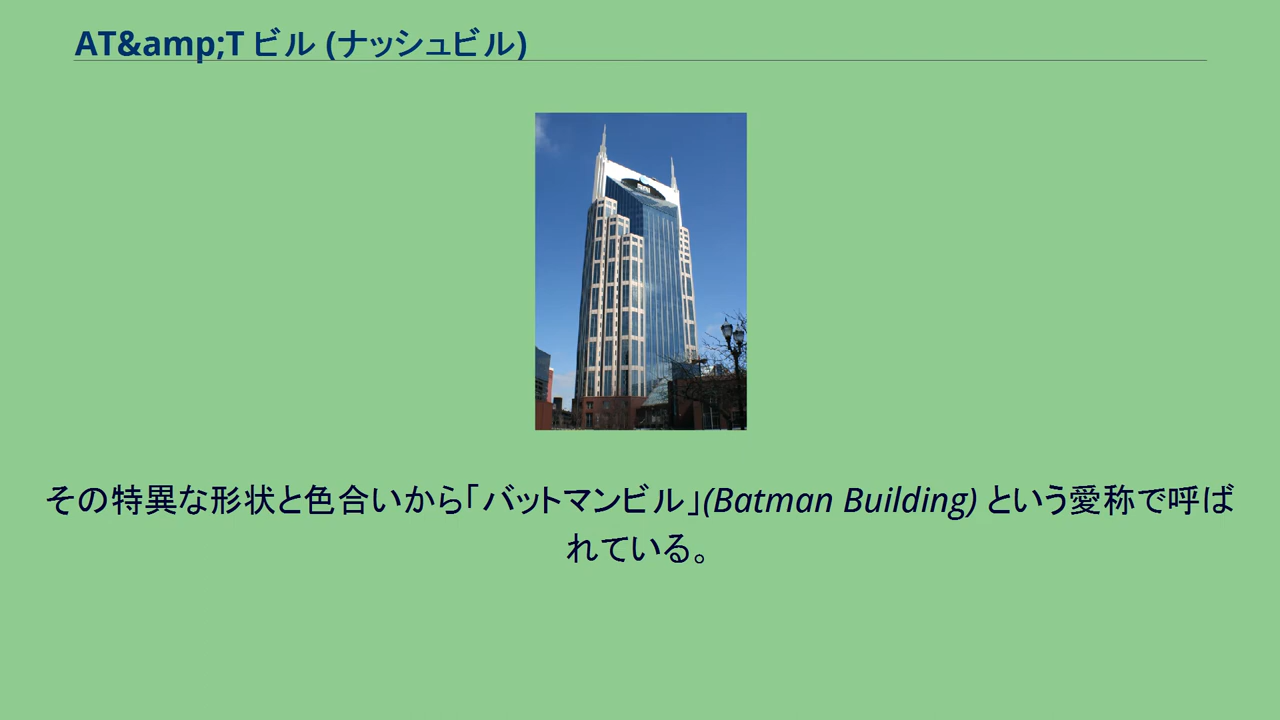 AT&amp;T ビル (ナッシュビル)
その特異な形状と色合いから「バットマンビル」(Batman Building) という愛称で呼ば
れている。